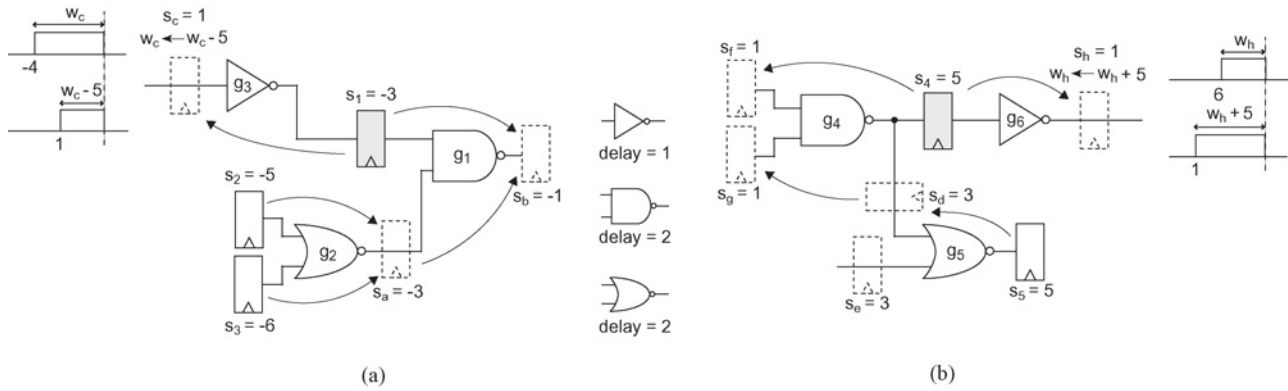 w_c
-4
w_c - 5
1
s_c = 1
w_c ← w_c - 5
g_3
s_1 = -3
g_1
s_b = -1
s_2 = -5
g_2
s_a = -3
s_3 = -6
delay = 1
delay = 2
delay = 2
s_f = 1
g_4
s_g = 1
s_4 = 5
g_6
s_h = 1
w_h ← w_h + 5
s_d = 3
g_5
s_e = 3
s_5 = 5
w_h
6
w_h + 5
1
(a)
(b)